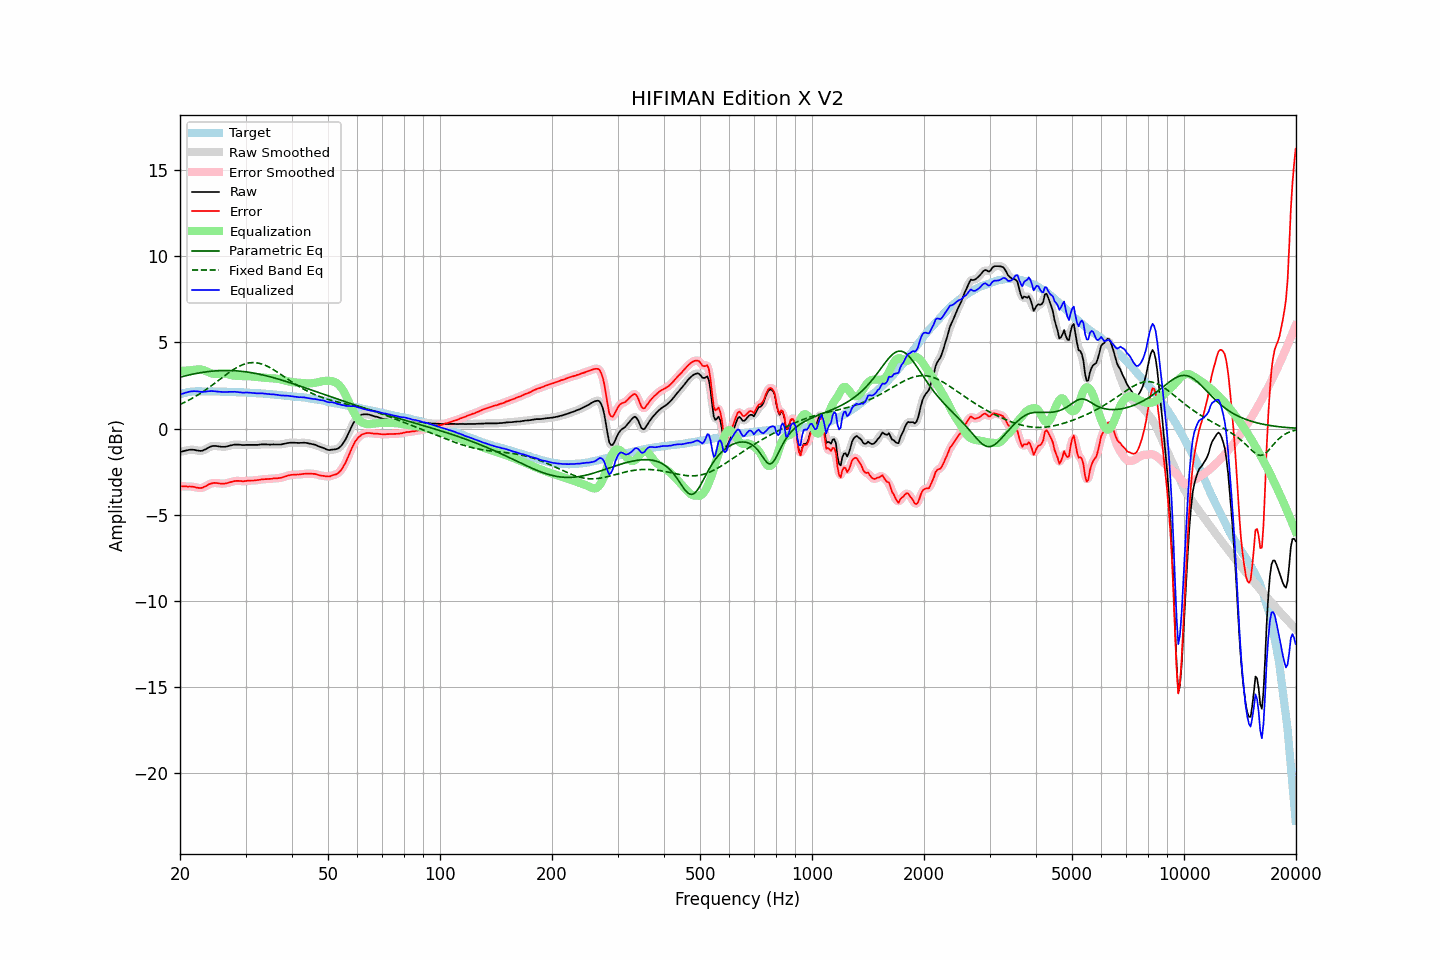 HIFIMAN Edition X V2
Target
Raw Smoothed
Error Smoothed
Raw
Error
Equalization
Parametric Eq
Fixed Band Eq
Equalized
15
10
5
0
−5
−10
−15
−20
Amplitude (dBr)
20 50 100 200 500 1000 2000 5000 10000 20000
Frequency (Hz)